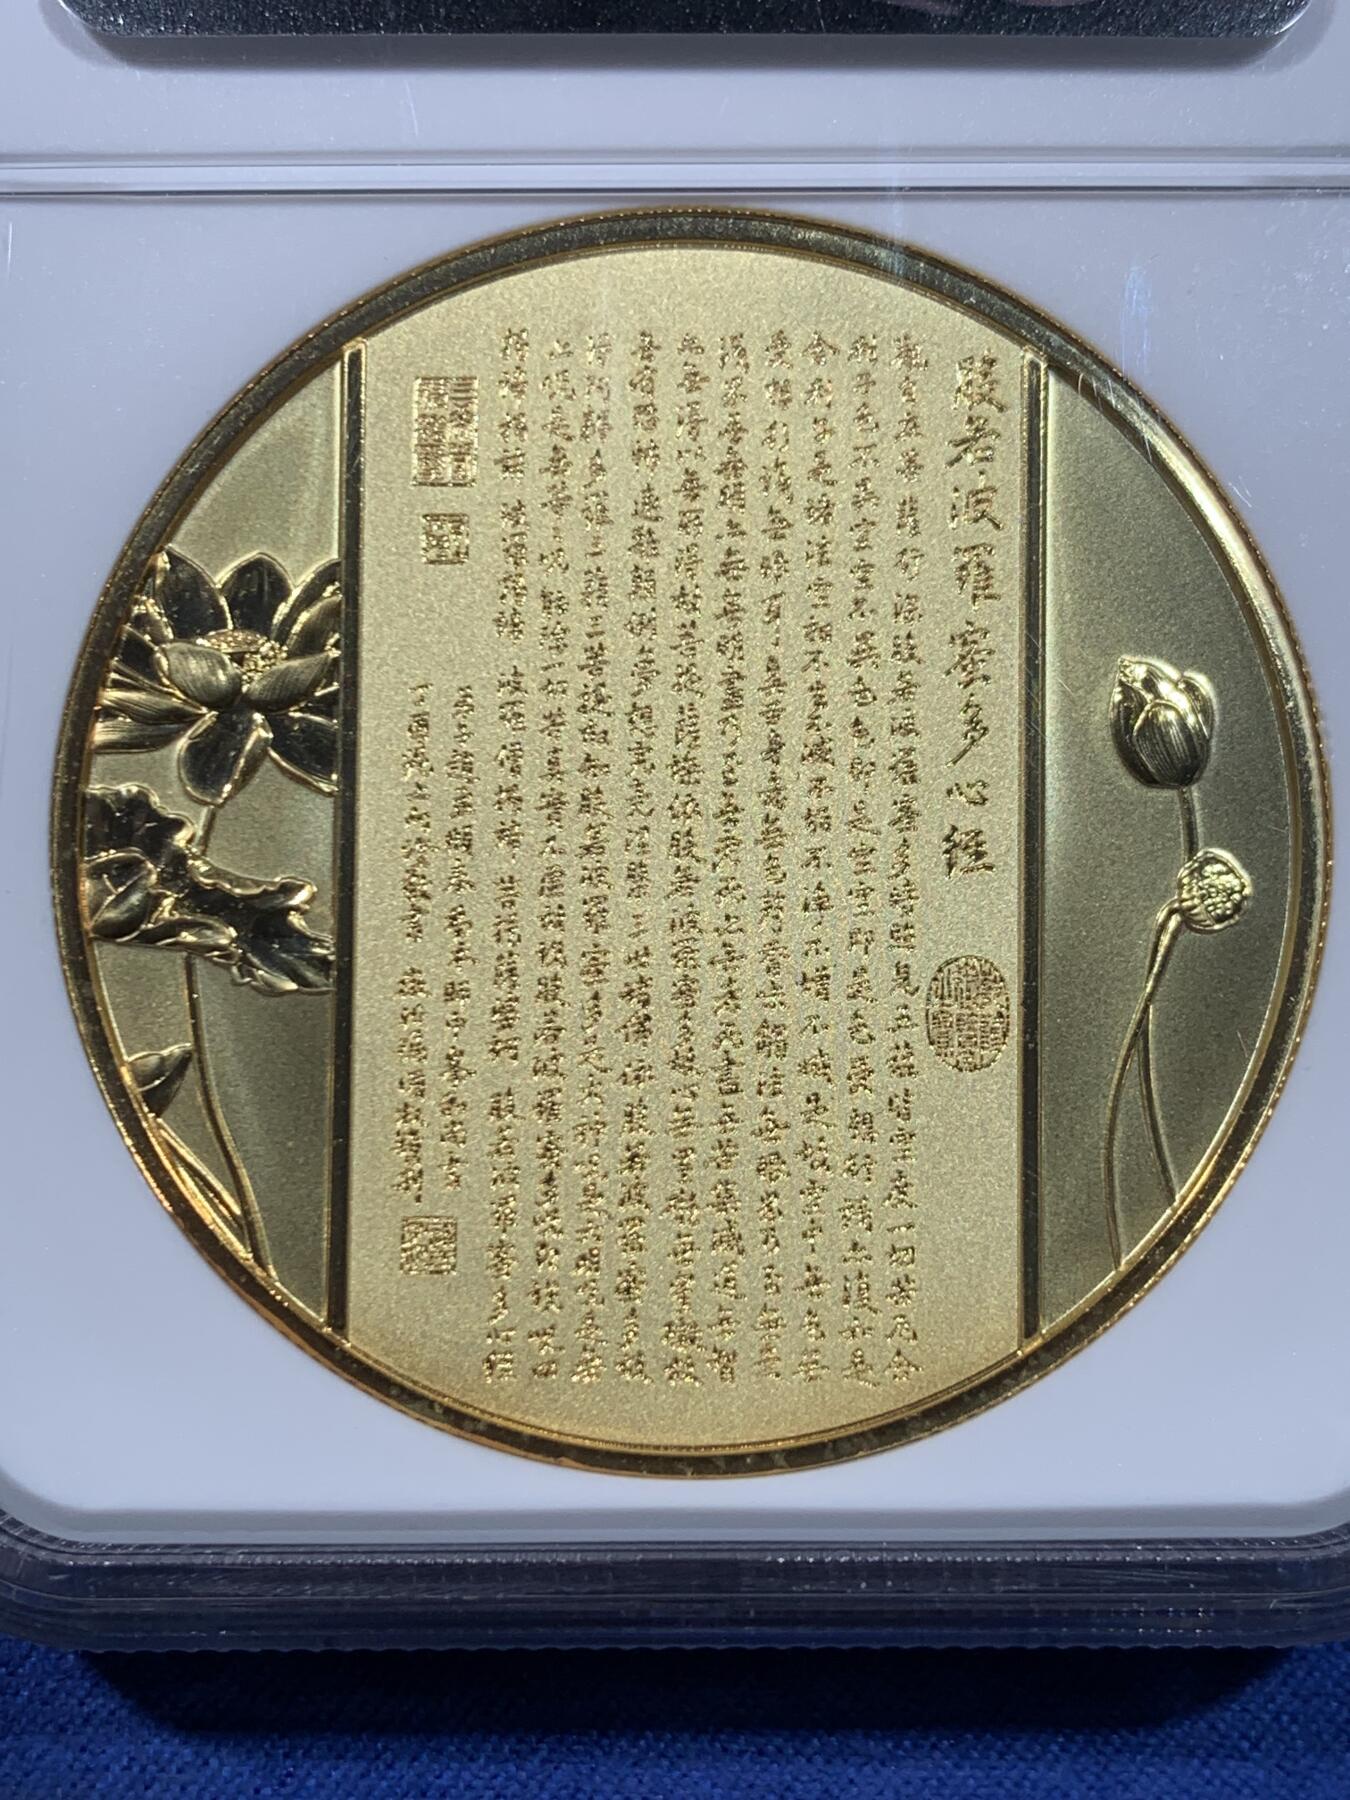 般若波羅蜜多心經
觀自在菩薩行深般若波羅蜜多時照見五蘊皆空度一切苦厄舍
利子色不異空空不異色色即是空空即是色受想行識亦復如是
舍利子是諸法空相不生不滅不垢不淨不增不減是故空中無色無
受想行識無眼耳鼻舌身意無色聲香味觸法無眼界乃至無意
識界無無明亦無無明盡乃至無老死亦無老死盡無苦集滅道無智
亦無得以無所得故菩提薩埵依般若波羅蜜多故心無罣礙無罣礙故
無有恐怖遠離顛倒夢想究竟涅槃三世諸佛依般若波羅蜜多故
得阿耨多羅三藐三菩提故知般若波羅蜜多是大神咒是大明咒是無
上咒是無等等咒能除一切苦真實不虛故說般若波羅蜜多咒即說咒曰
揭諦揭諦 波羅揭諦 波羅僧揭諦 菩提薩婆訶 般若波羅蜜多心經